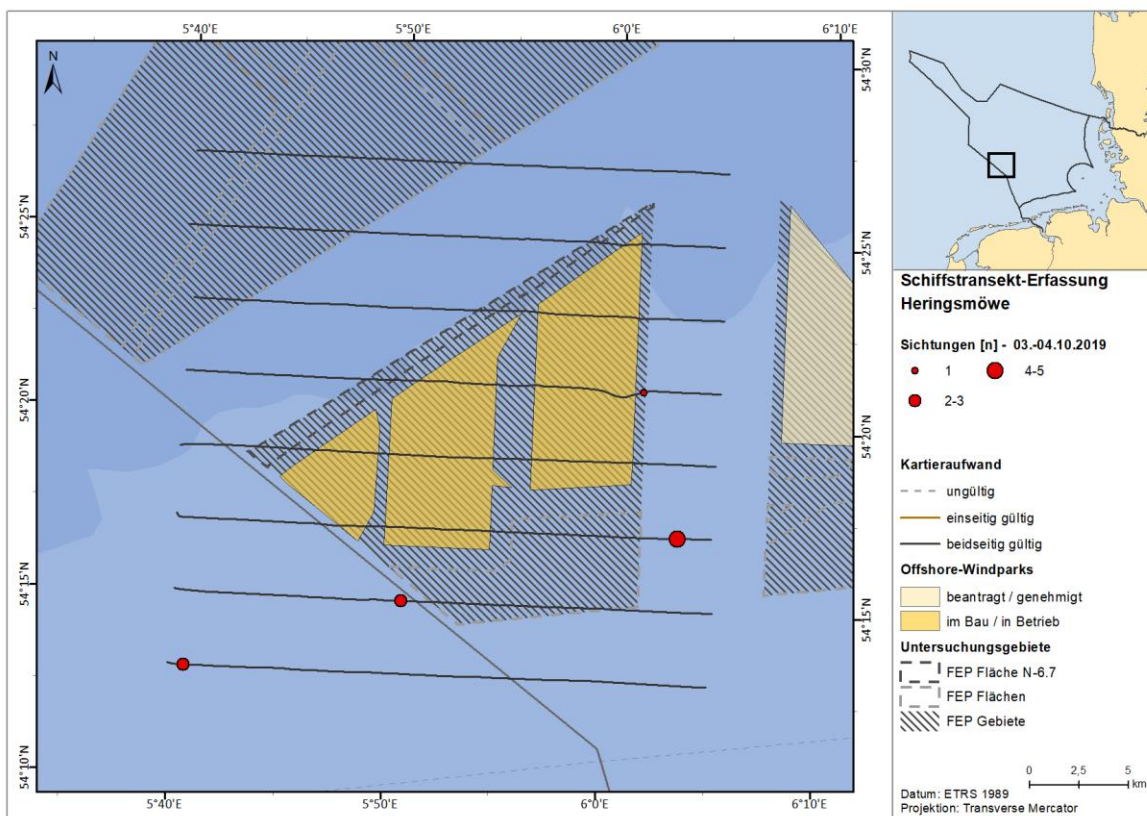 5°40'E
5°50'E
6°0'E
6°10'E
N
54°30'N
54°25'N
54°25'N
54°20'N
54°20'N
54°15'N
54°15'N
54°10'N
5°40'E
5°50'E
6°0'E
6°10'E
Schiffstransekt-Erfassung
Heringsmöwe
Sichtungen [n] - 03.-04.10.2019
1
4-5
2-3
Kartieraufwand
ungültig
einseitig gültig
beidseitig gültig
Offshore-Windparks
beantragt / genehmigt
im Bau / in Betrieb
Untersuchungsgebiete
FEP Fläche N-6.7
FEP Flächen
FEP Gebiete
0 2,5 5
km
Datum: ETRS 1989
Projektion: Transverse Mercator